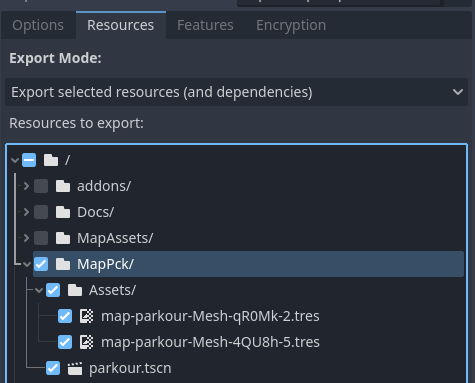 Options Resources Features Encryption
Export Mode:
Export selected resources (and dependencies)
Resources to export:
/
addons/
Docs/
MapAssets/
MapPck/
Assets/
map-parkour-Mesh-qR0Mk-2.tres
map-parkour-Mesh-4QU8h-5.tres
parkour.tscn